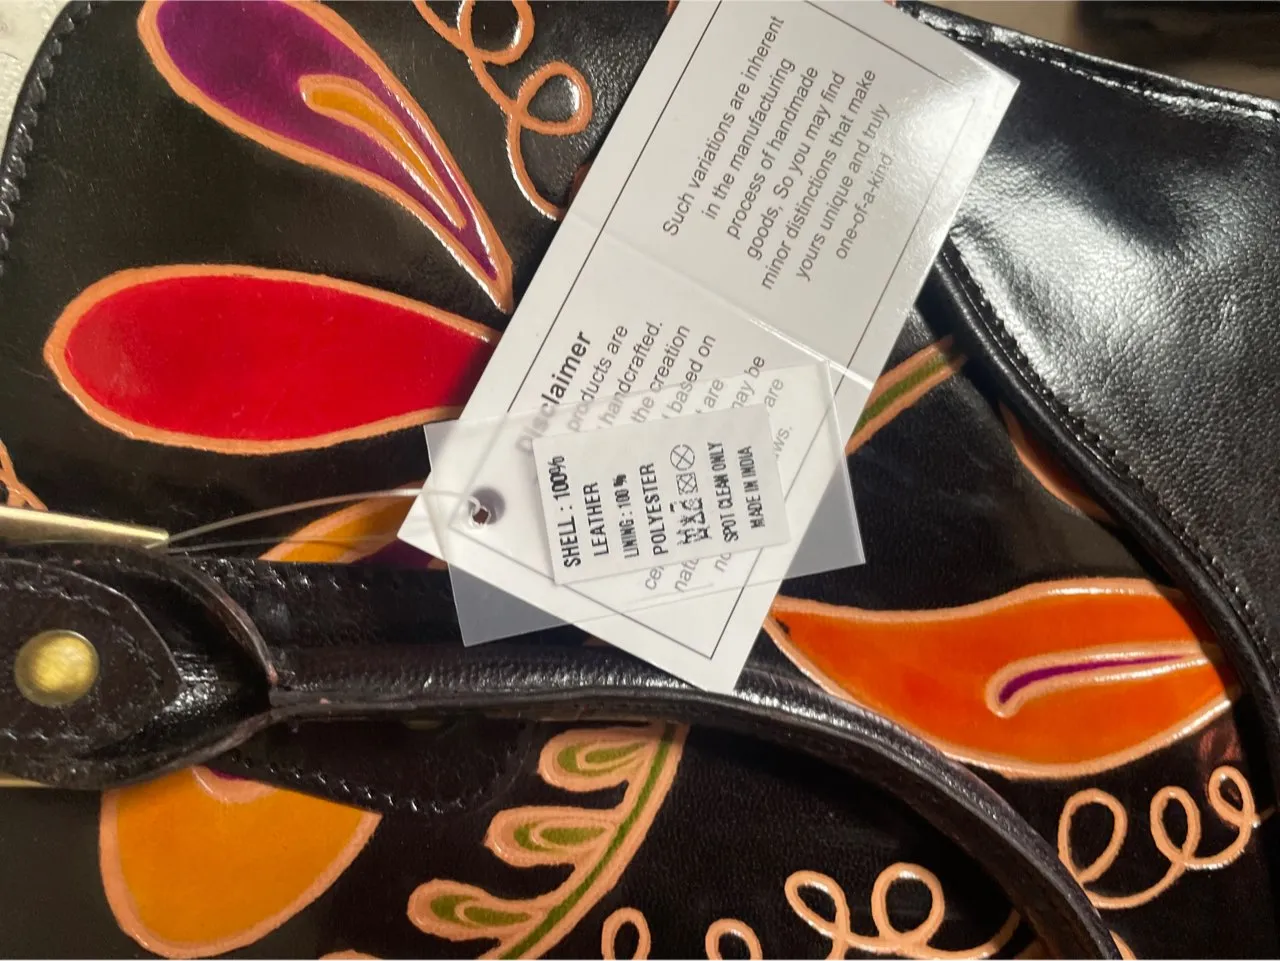 Disclaimer
products are
handcrafted.
the creation
based on
are
may be
are
Such variations are inherent
in the manufacturing
process of handmade
goods, So you may find
minor distinctions that make
yours unique and truly
one-of-a-kind
SHELL : 100%
LEATHER
LINING : 100 %
POLYESTER
SPOT CLEAN ONLY
MADE IN INDIA